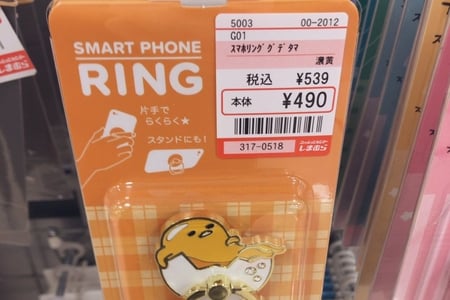 SMART PHONE
RING
片手で
らくらく★
スタンドにも!
5003 00-2012
G01
スマホリング グデタマ
濃黄
税込 ¥539
本体 ¥490
317-0518
しまむら